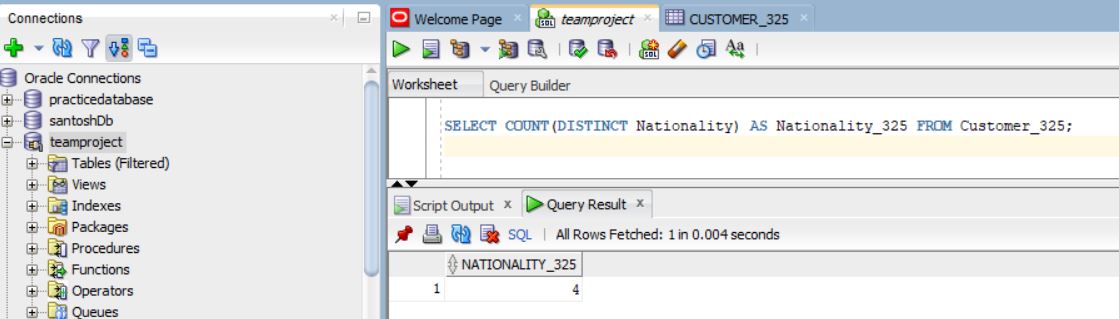 Connections
Oracle Connections
practicedatabase
santoshDb
teamproject
Tables (Filtered)
Views
Indexes
Packages
Procedures
Functions
Operators
Queues
Welcome Page
teamproject
CUSTOMER_325
Worksheet Query Builder
SELECT COUNT(DISTINCT Nationality) AS Nationality_325 FROM Customer_325;
Script Output x Query Result x
SQL | All Rows Fetched: 1 in 0.004 seconds
NATIONALITY_325
1 4